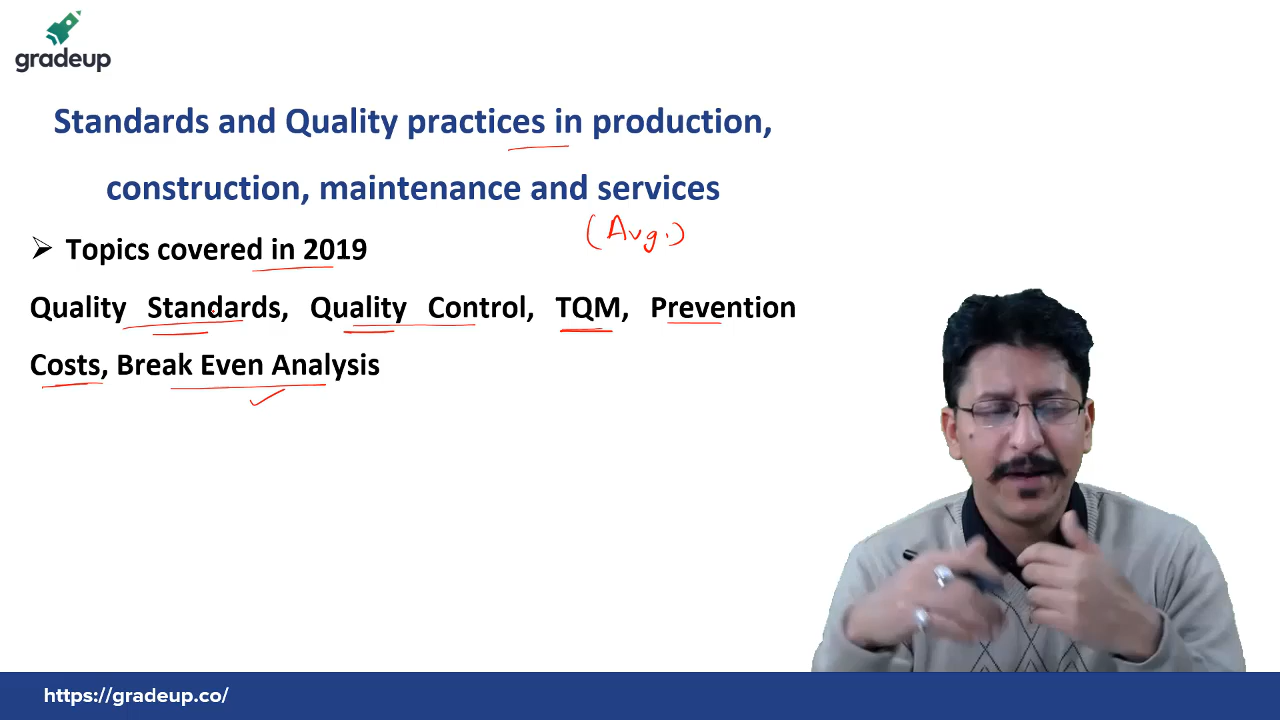 gradeup
Standards and Quality practices in production,
construction, maintenance and services
(Avg.)
➢ Topics covered in 2019
Quality Standards, Quality Control, TQM, Prevention
Costs, Break Even Analysis
https://gradeup.co/